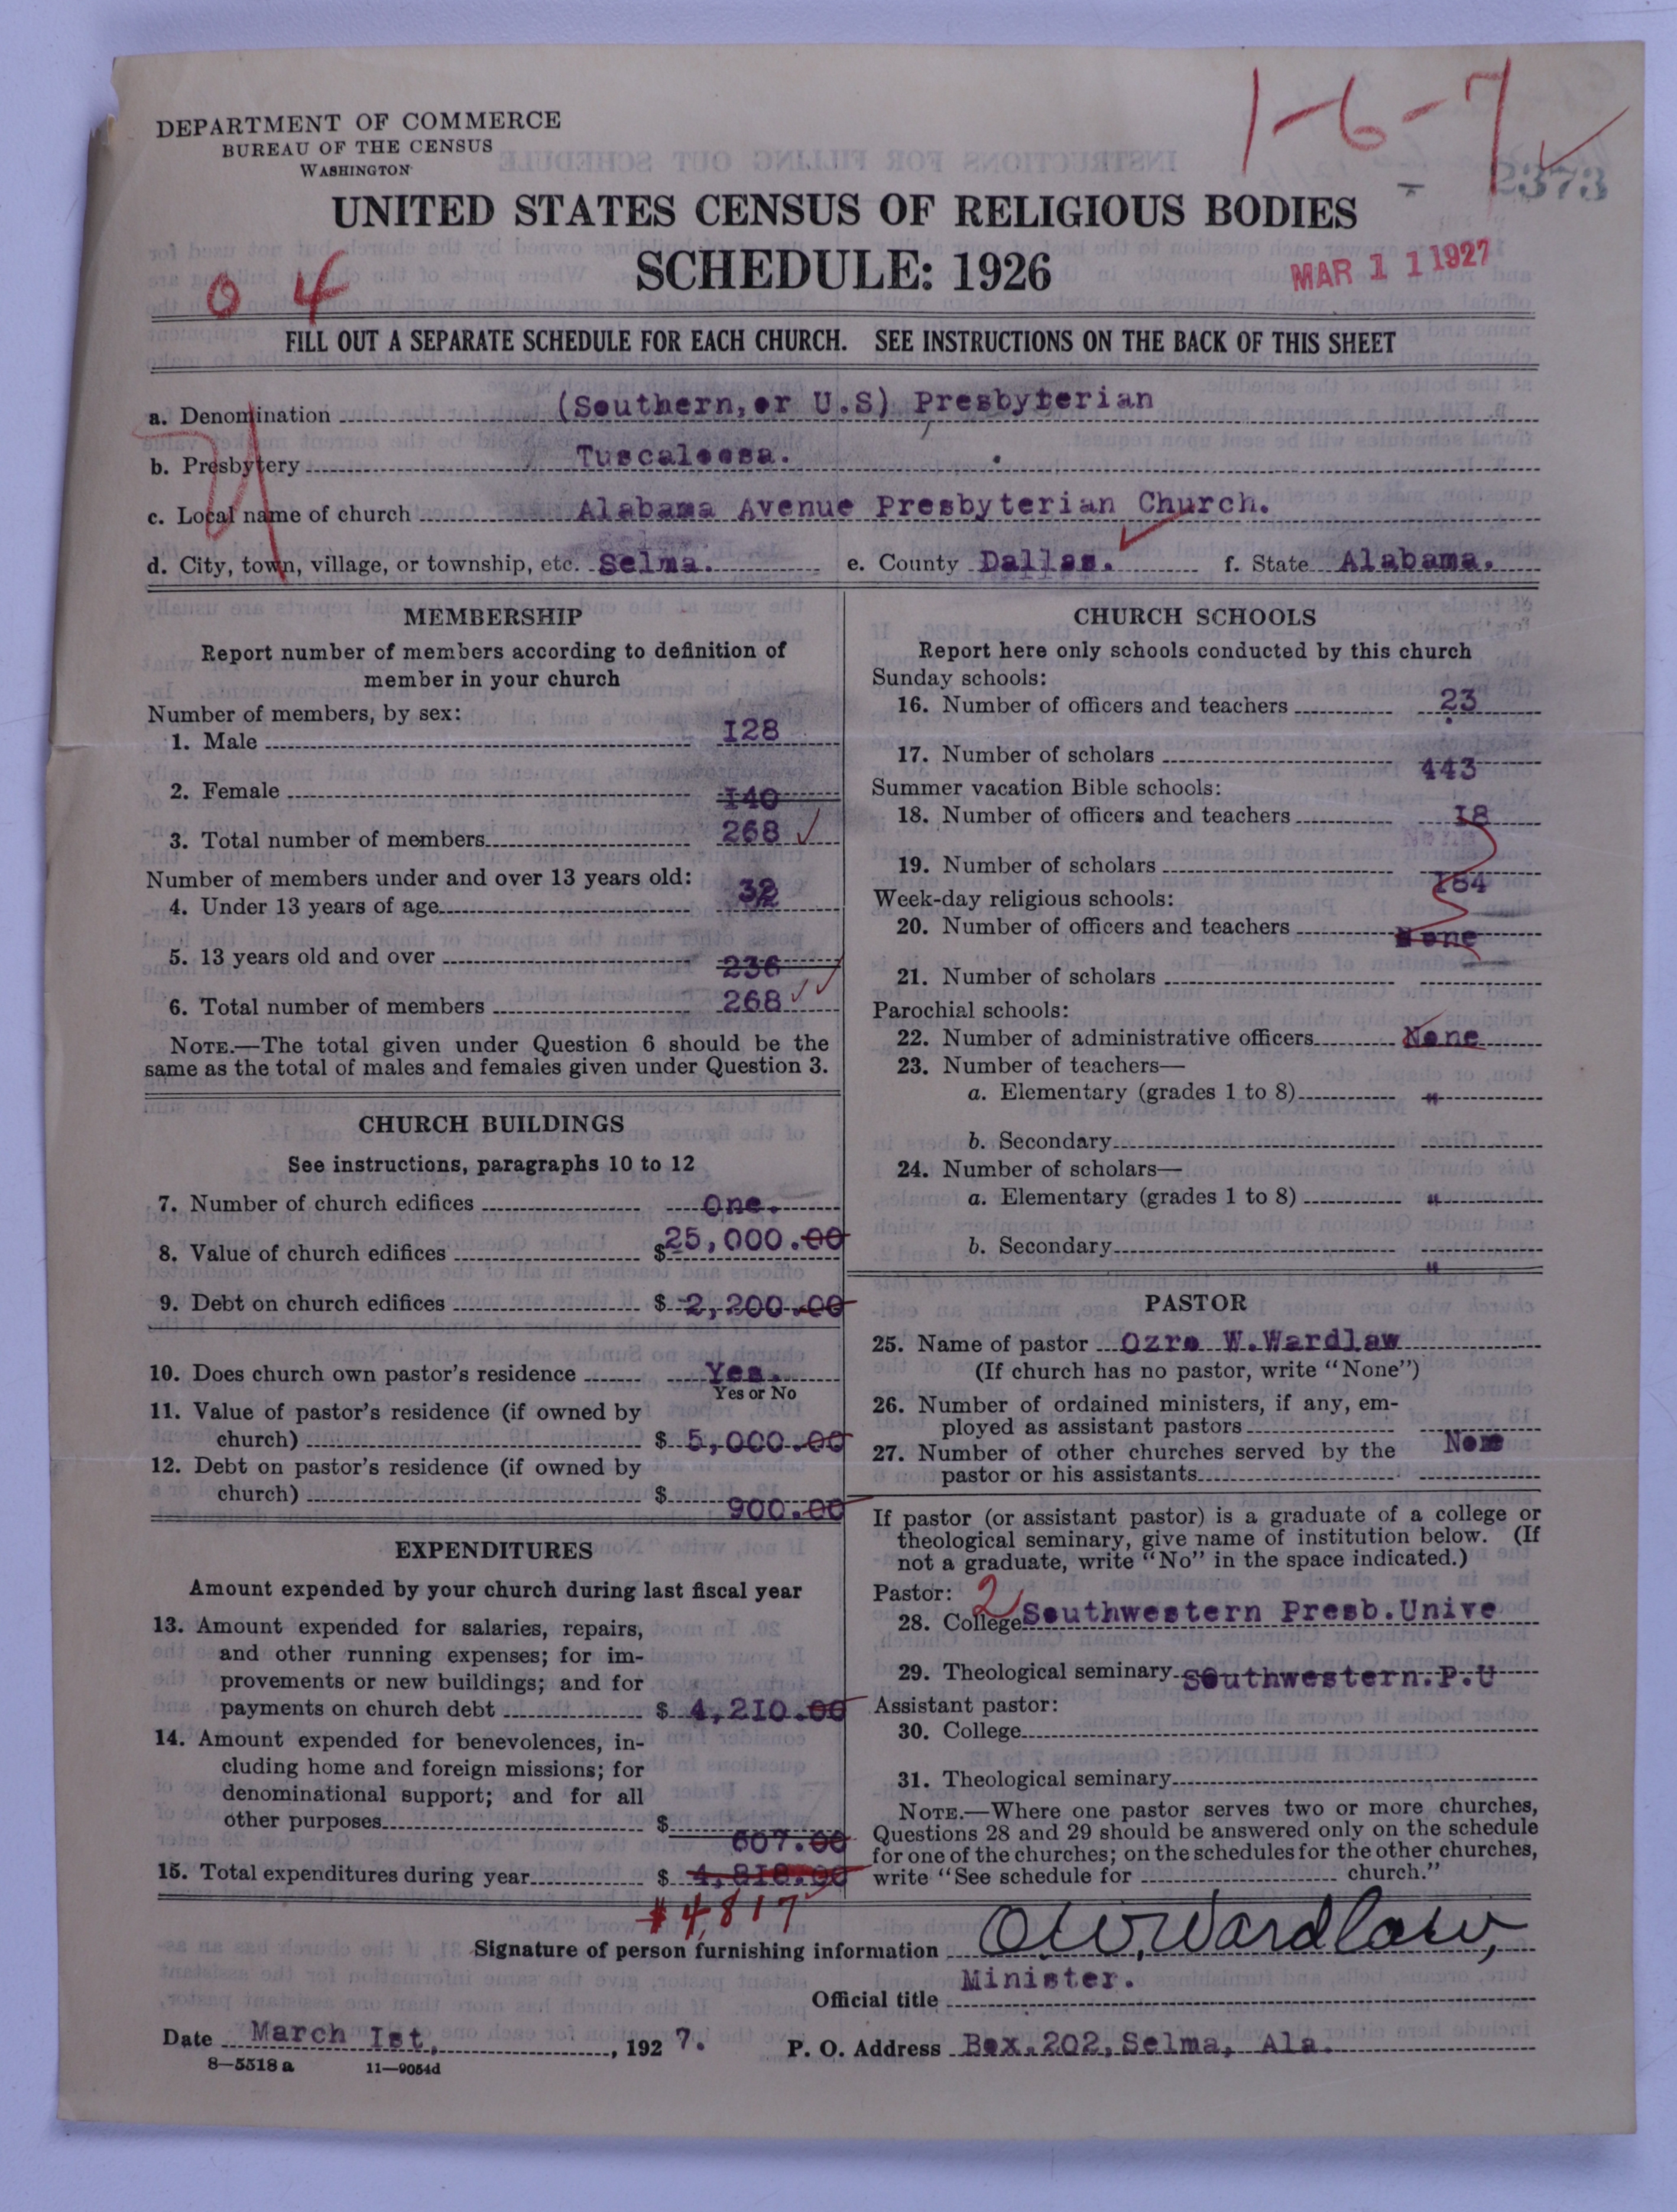 1-6-7
DEPARTMENT OF COMMERCE
BUREAU OF THE CENSUS
WASHINGTON
2373
UNITED STATES CENSUS OF RELIGIOUS BODIES
SCHEDULE: 1926
MAR 11 1927
0 4
FILL OUT A SEPARATE SCHEDULE FOR EACH CHURCH. SEE INSTRUCTIONS ON THE BACK OF THIS SHEET
a. Denomination (Southern, or U.S) Presbyterian
b. Presbytery Tuscaloosa.
c. Local name of church Alabama Avenue Presbyterian Church.
d. City, town, village, or township, etc. Selma. e. County Dallas. f. State Alabama.
MEMBERSHIP
Report number of members according to definition of
member in your church
Number of members, by sex:
1. Male I28
2. Female I40
3. Total number of members 268
Number of members under and over 13 years old:
4. Under 13 years of age 32
5. 13 years old and over 236
6. Total number of members 268
NOTE.—The total given under Question 6 should be the
same as the total of males and females given under Question 3.
CHURCH BUILDINGS
See instructions, paragraphs 10 to 12
7. Number of church edifices One.
8. Value of church edifices $25,000.00
9. Debt on church edifices $2,200.00
10. Does church own pastor's residence Yes.
Yes or No
11. Value of pastor's residence (if owned by
church) $5,000.00
12. Debt on pastor's residence (if owned by
church) $900.00
EXPENDITURES
Amount expended by your church during last fiscal year
13. Amount expended for salaries, repairs,
and other running expenses; for im-
provements or new buildings; and for
payments on church debt $4,2I0.00
14. Amount expended for benevolences, in-
cluding home and foreign missions; for
denominational support; and for all
other purposes $607.00
15. Total expenditures during year $4,8I8.00
$4,817
CHURCH SCHOOLS
Report here only schools conducted by this church
Sunday schools:
16. Number of officers and teachers 23
17. Number of scholars 443
Summer vacation Bible schools:
18. Number of officers and teachers I8
19. Number of scholars I84
Week-day religious schools:
20. Number of officers and teachers None
21. Number of scholars
Parochial schools:
22. Number of administrative officers None
23. Number of teachers—
a. Elementary (grades 1 to 8) "
b. Secondary
24. Number of scholars—
a. Elementary (grades 1 to 8) "
b. Secondary "
PASTOR
25. Name of pastor Ozro W.Wardlaw
(If church has no pastor, write "None")
26. Number of ordained ministers, if any, em-
ployed as assistant pastors None
27. Number of other churches served by the
pastor or his assistants
If pastor (or assistant pastor) is a graduate of a college or
theological seminary, give name of institution below. (If
not a graduate, write "No" in the space indicated.)
Pastor: 2
28. College Southwestern Presb.Unive
29. Theological seminary Southwestern.P.U
Assistant pastor:
30. College
31. Theological seminary
NOTE.—Where one pastor serves two or more churches,
Questions 28 and 29 should be answered only on the schedule
for one of the churches; on the schedules for the other churches,
write "See schedule for church."
Signature of person furnishing information O.W. Wardlaw,
Official title Minister.
Date March Ist, 1927. P. O. Address Box.202, Selma, Ala.
8—5518 a 11—9054d